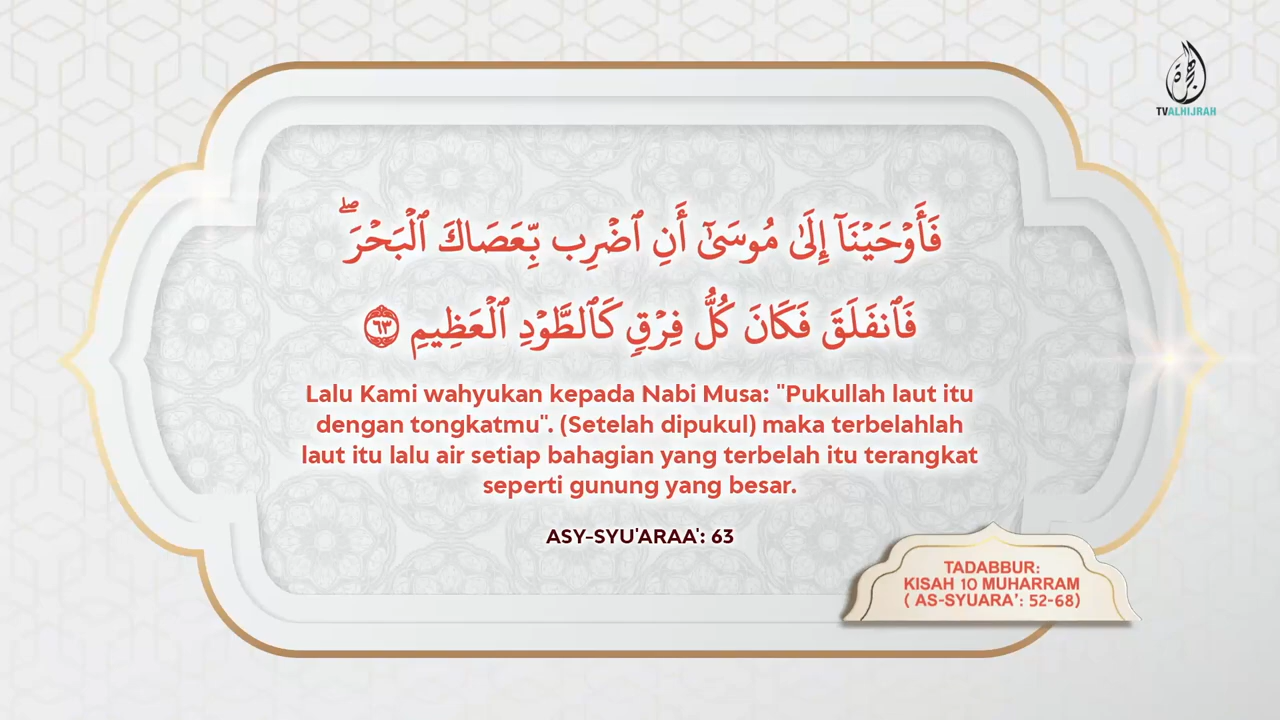 هجرة
TVALHIJRAH
فَأَوۡحَيۡنَآ إِلَىٰ مُوسَىٰٓ أَنِ ٱضۡرِب بِّعَصَاكَ ٱلۡبَحۡرَۖ
فَٱنفَلَقَ فَكَانَ كُلُّ فِرۡقٖ كَٱلطَّوۡدِ ٱلۡعَظِيمِ ٦٣
Lalu Kami wahyukan kepada Nabi Musa: "Pukullah laut itu
dengan tongkatmu". (Setelah dipukul) maka terbelahlah
laut itu lalu air setiap bahagian yang terbelah itu terangkat
seperti gunung yang besar.
ASY-SYU'ARAA': 63
TADABBUR:
KISAH 10 MUHARRAM
( AS-SYUARA’: 52-68)